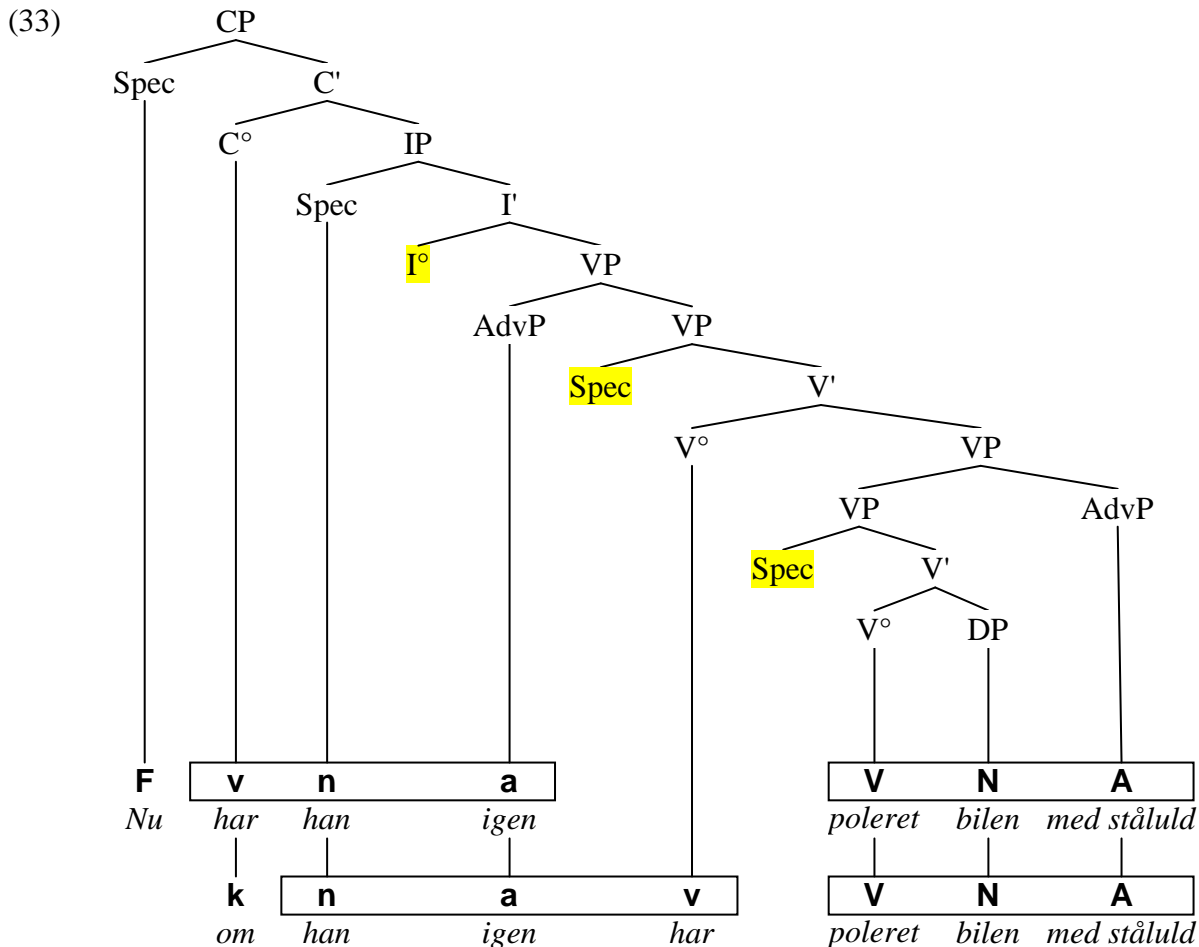 (33) CP
Spec C'
C° IP
Spec I'
I° VP
AdvP VP
Spec V'
V° VP
VP AdvP
Spec V'
V° DP
F v n a V N A
Nu har han igen poleret bilen med ståluld
k n a v V N A
om han igen har poleret bilen med ståluld